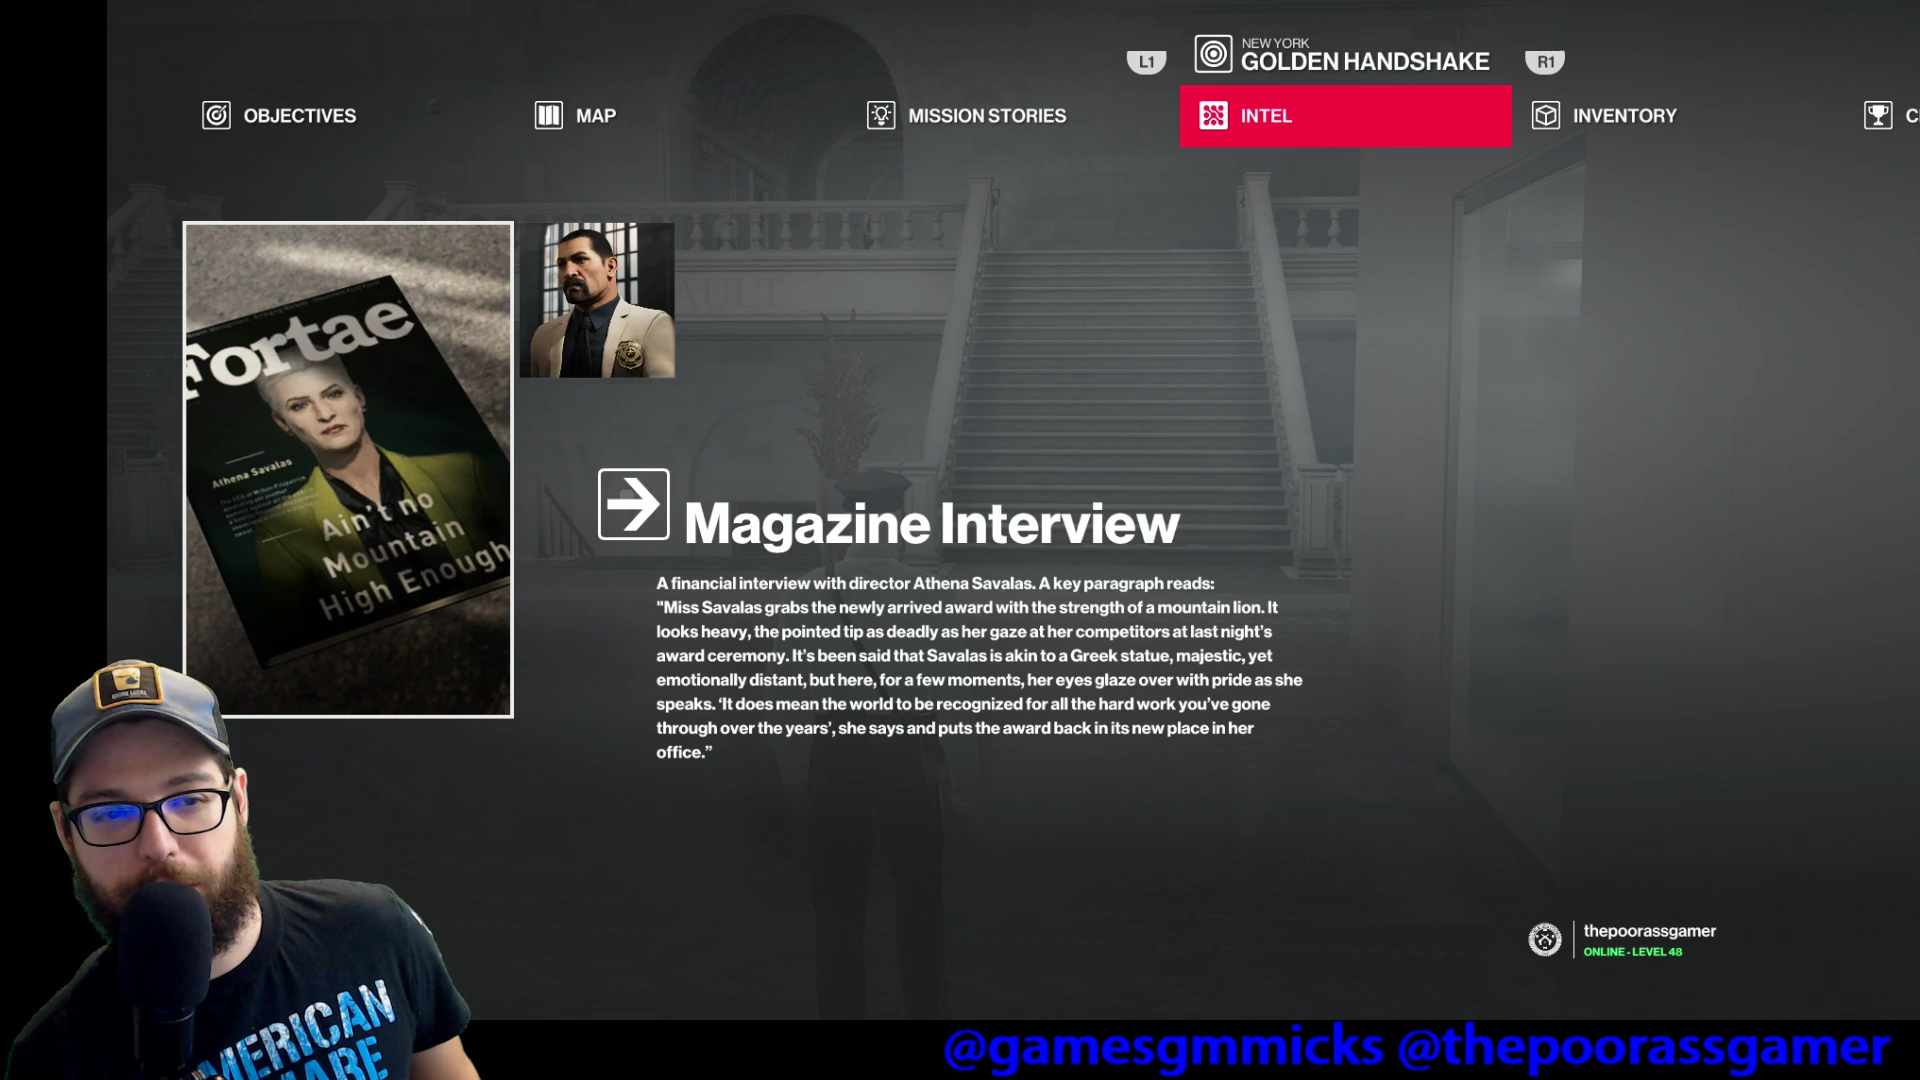 NEW YORK
L1 GOLDEN HANDSHAKE R1
OBJECTIVES MAP MISSION STORIES INTEL INVENTORY
Fortae
Athena Savalas
Ain't no
Mountain
High Enough
Magazine Interview
A financial interview with director Athena Savalas. A key paragraph reads:
"Miss Savalas grabs the newly arrived award with the strength of a mountain lion. It
looks heavy, the pointed tip as deadly as her gaze at her competitors at last night's
award ceremony. It's been said that Savalas is akin to a Greek statue, majestic, yet
emotionally distant, but here, for a few moments, her eyes glaze over with pride as she
speaks. ‘It does mean the world to be recognized for all the hard work you've gone
through over the years’, she says and puts the award back in its new place in her
office.”
thepoorassgamer
ONLINE - LEVEL 48
@gamesgmmicks @thepoorassgamer